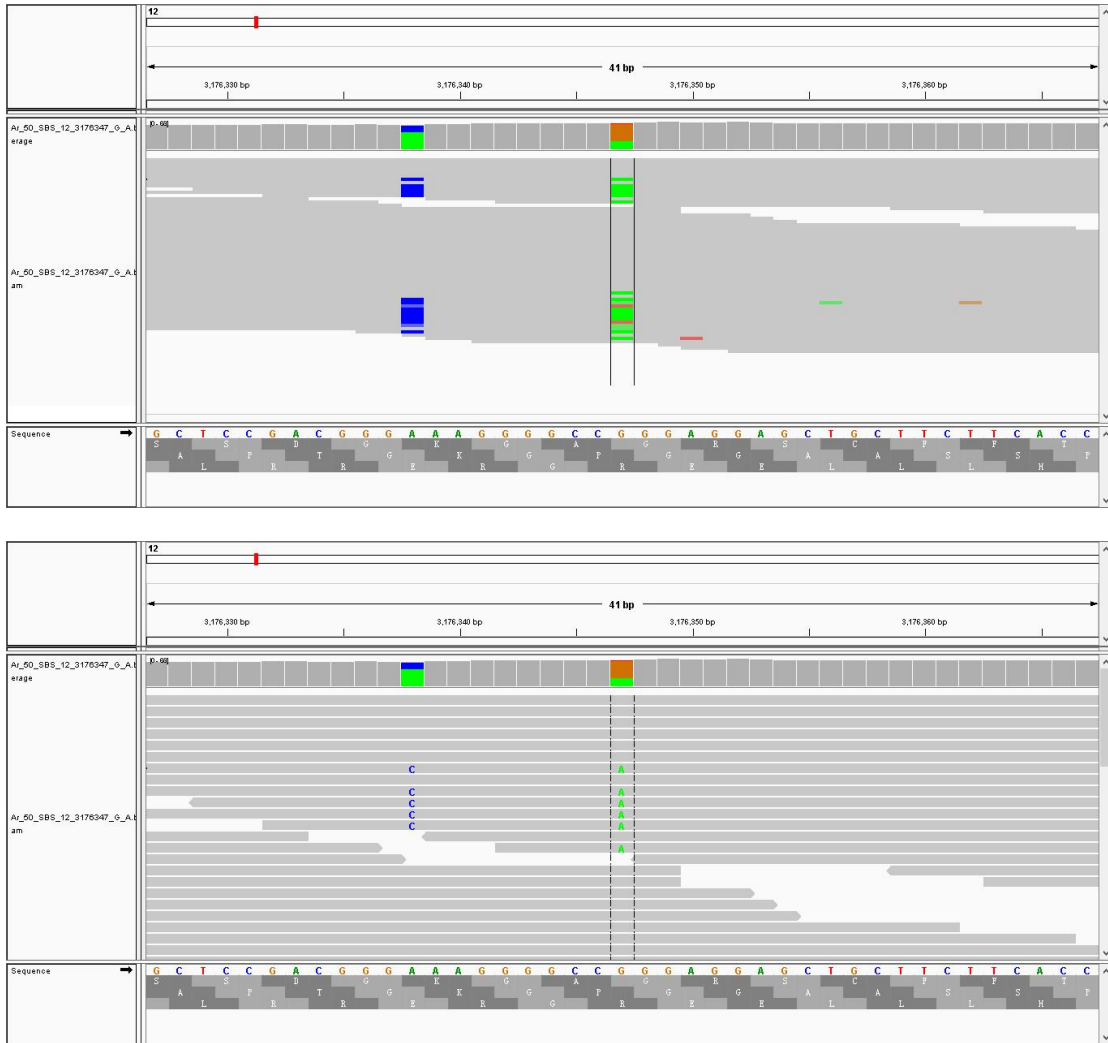 12
41 bp
3,176,330 bp 3,176,340 bp 3,176,350 bp 3,176,360 bp
Ar_50_SBS_12_3176347_G_A.b
erage
[0 - 68]
Ar_50_SBS_12_3176347_G_A.b
am
Sequence
G C T C C G A C G G G A A A G G G G C C G G G A G G A G C T G C T T C T T C A C C
S S D G K G A G R S C F F T
A P T G K G P G G A A S S P
L R R E R G R E E L L L H
12
41 bp
3,176,330 bp 3,176,340 bp 3,176,350 bp 3,176,360 bp
Ar_50_SBS_12_3176347_G_A.b
erage
[0 - 68]
C A
C A
C A
C A
C A
A
Ar_50_SBS_12_3176347_G_A.b
am
Sequence
G C T C C G A C G G G A A A G G G G C C G G G A G G A G C T G C T T C T T C A C C
S S D G K G A G R S C F F T
A P T G K G P G G A A S S P
L R R E R G R E E L L L H